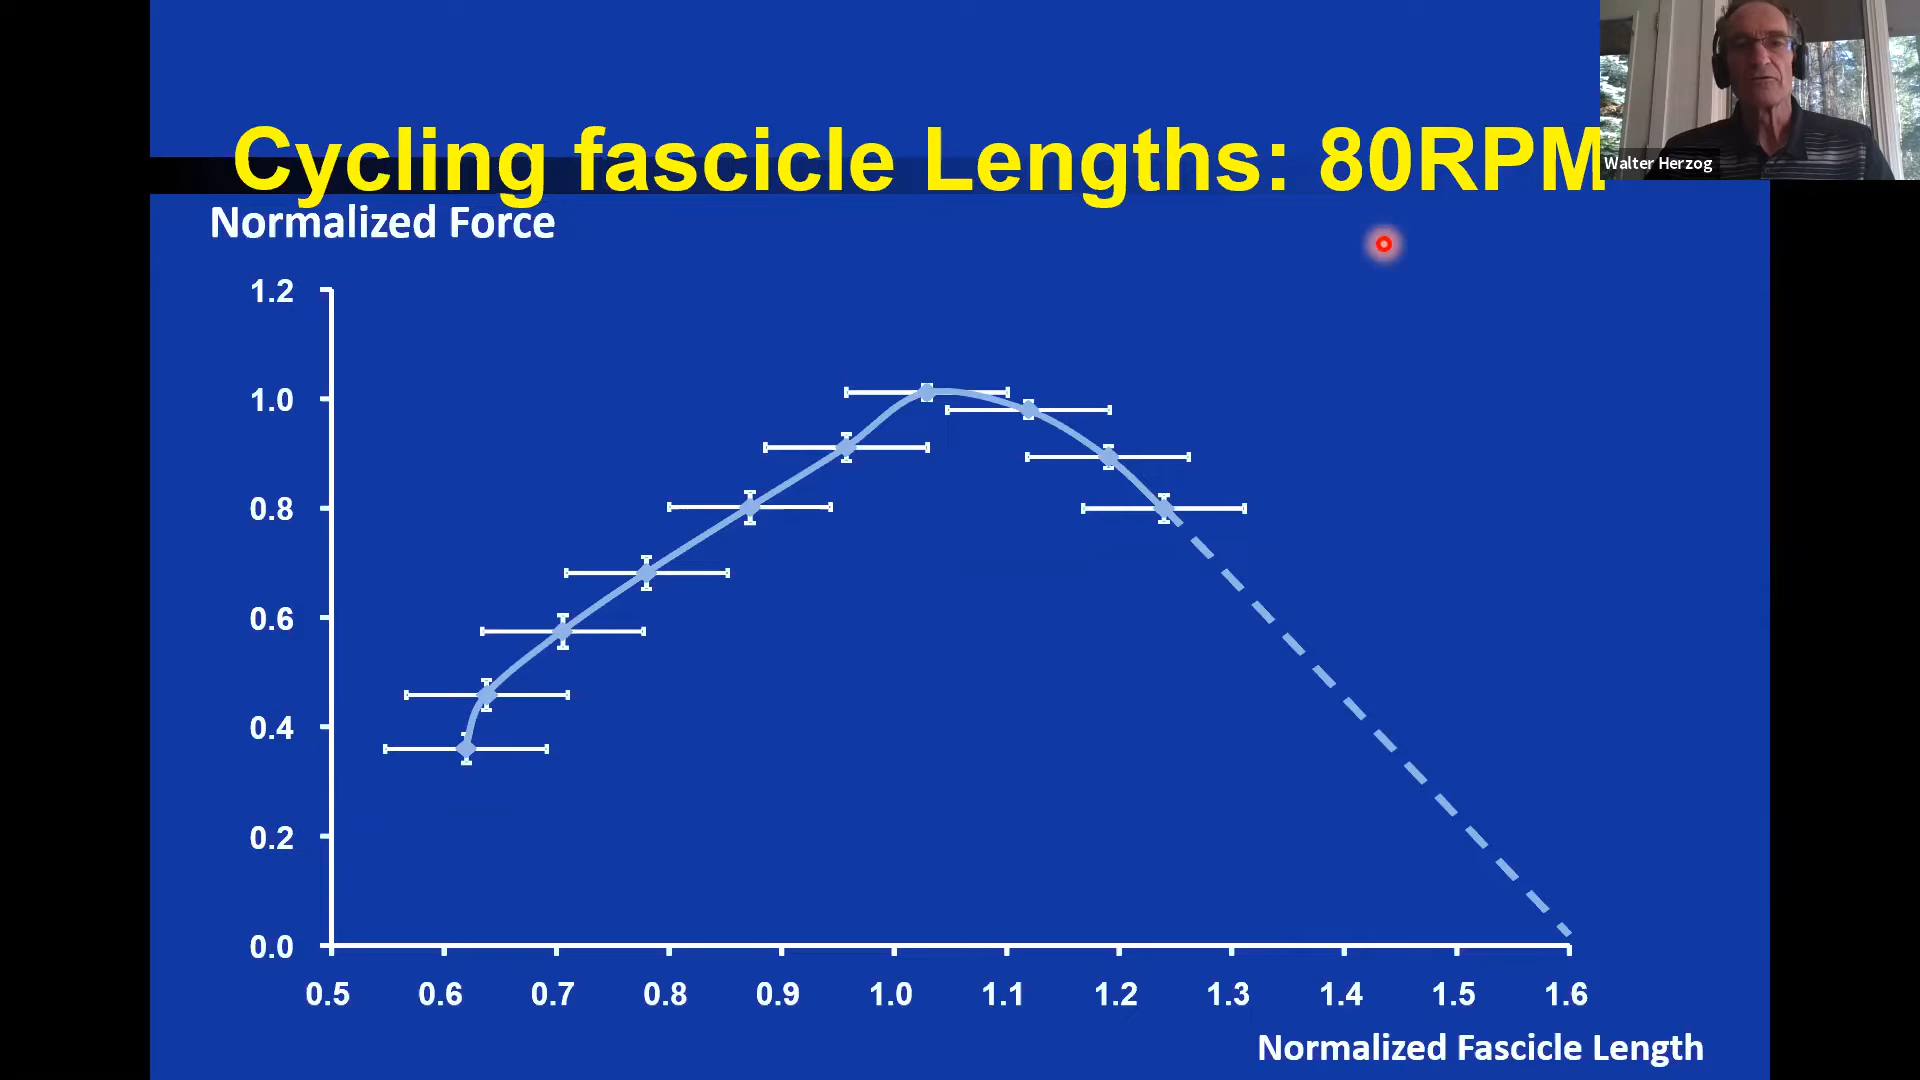 Cycling fascicle Lengths: 80RPM
Walter Herzog
Normalized Force
1.2
1.0
0.8
0.6
0.4
0.2
0.0
0.5 0.6 0.7 0.8 0.9 1.0 1.1 1.2 1.3 1.4 1.5 1.6
Normalized Fascicle Length